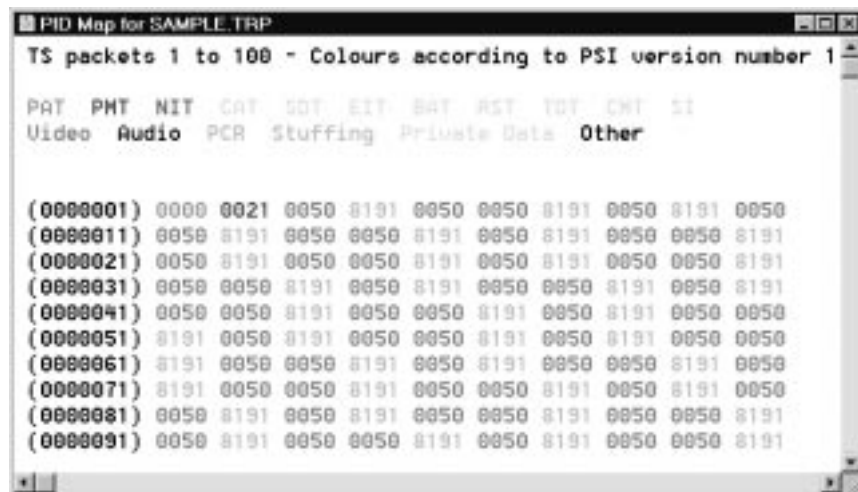 PID Map for SAMPLE.TRP
TS packets 1 to 100 - Colours according to PSI version number 1
PAT PMT NIT CAT SDT EIT BAT RST TDT CMT SI
Video Audio PCR Stuffing Private Data Other
(0000001) 0000 0021 0050 8191 0050 0050 8191 0050 8191 0050
(0000011) 0050 8191 0050 0050 8191 0050 8191 0050 0050 8191
(0000021) 0050 8191 0050 8191 0050 0050 8191 0050 0050 8191
(0000031) 0050 0050 8191 0050 8191 0050 0050 8191 0050 8191
(0000041) 0050 0050 8191 0050 0050 8191 0050 8191 0050 0050
(0000051) 8191 0050 8191 0050 0050 8191 0050 8191 0050 0050
(0000061) 8191 0050 0050 8191 0050 8191 0050 0050 8191 0050
(0000071) 8191 0050 0050 8191 0050 0050 8191 0050 8191 0050
(0000081) 0050 8191 0050 8191 0050 0050 8191 0050 0050 8191
(0000091) 0050 8191 0050 0050 8191 0050 8191 0050 0050 8191